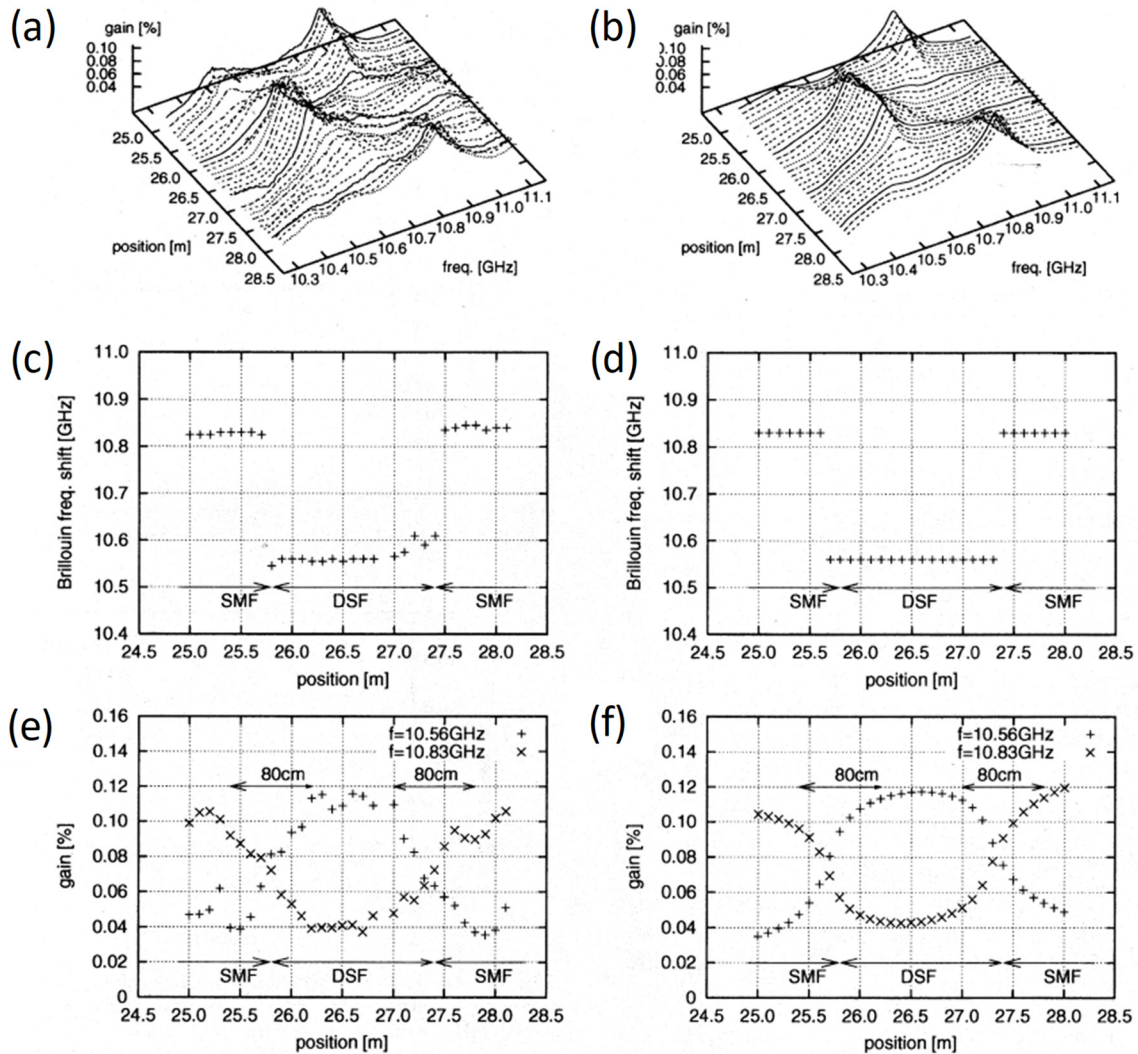 (a)
gain [%]
0.10
0.08
0.06
0.04
25.0
25.5
26.0
26.5
27.0
27.5
28.0
28.5
position [m]
10.3
10.4
10.5
10.6
10.7
10.8
10.9
11.0
11.1
freq. [GHz]
(b)
gain [%]
0.10
0.08
0.06
0.04
25.0
25.5
26.0
26.5
27.0
27.5
28.0
28.5
position [m]
10.3
10.4
10.5
10.6
10.7
10.8
10.9
11.0
11.1
freq. [GHz]
(c)
Brillouin freq. shift [GHz]
11.0
10.9
10.8
10.7
10.6
10.5
10.4
SMF DSF SMF
24.5 25.0 25.5 26.0 26.5 27.0 27.5 28.0 28.5
position [m]
(d)
Brillouin freq. shift [GHz]
11.0
10.9
10.8
10.7
10.6
10.5
10.4
SMF DSF SMF
24.5 25.0 25.5 26.0 26.5 27.0 27.5 28.0 28.5
position [m]
(e)
gain [%]
0.16
0.14
0.12
0.10
0.08
0.06
0.04
0.02
0
f=10.56GHz +
f=10.83GHz ×
80cm 80cm
SMF DSF SMF
24.5 25.0 25.5 26.0 26.5 27.0 27.5 28.0 28.5
position [m]
(f)
gain [%]
0.16
0.14
0.12
0.10
0.08
0.06
0.04
0.02
0
f=10.56GHz +
f=10.83GHz ×
80cm 80cm
SMF DSF SMF
24.5 25.0 25.5 26.0 26.5 27.0 27.5 28.0 28.5
position [m]